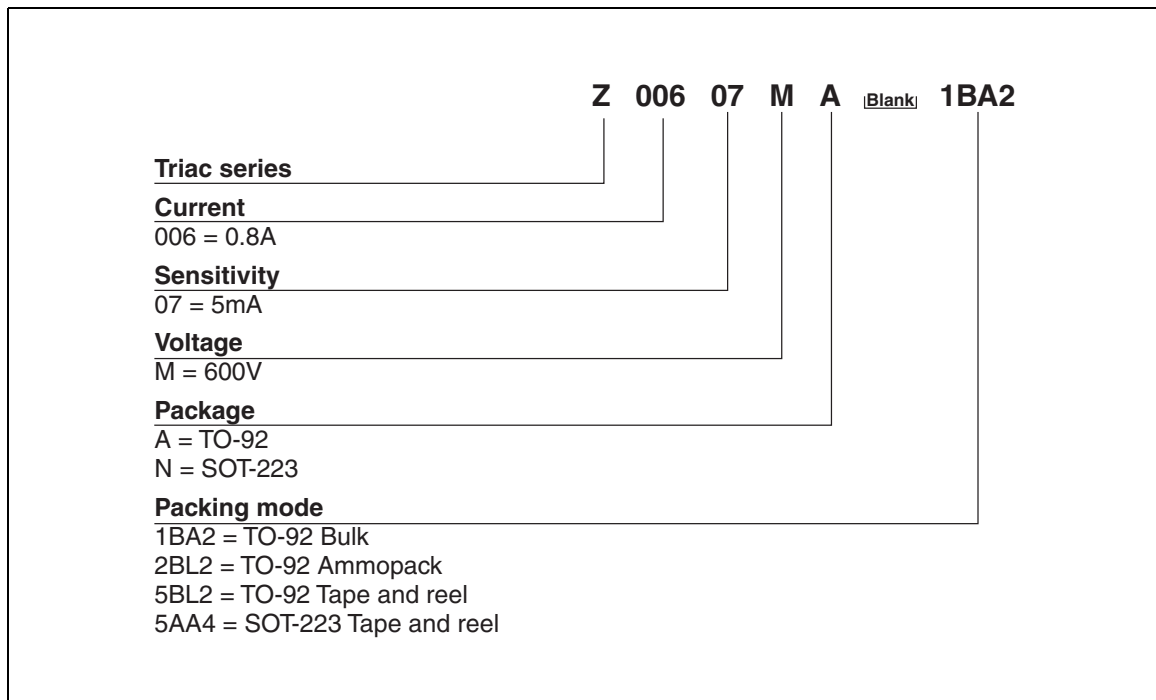 Z 006 07 M A Blank 1BA2
Triac series
Current
006 = 0.8A
Sensitivity
07 = 5mA
Voltage
M = 600V
Package
A = TO-92
N = SOT-223
Packing mode
1BA2 = TO-92 Bulk
2BL2 = TO-92 Ammopack
5BL2 = TO-92 Tape and reel
5AA4 = SOT-223 Tape and reel